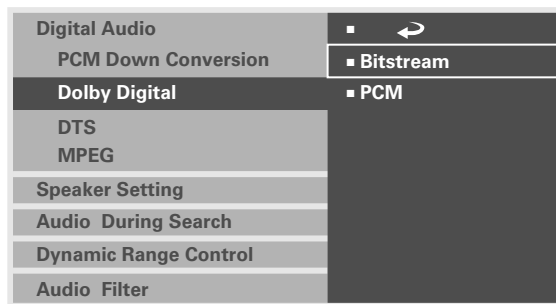 Digital Audio
PCM Down Conversion
Dolby Digital
DTS
MPEG
Speaker Setting
Audio During Search
Dynamic Range Control
Audio Filter
Bitstream
PCM